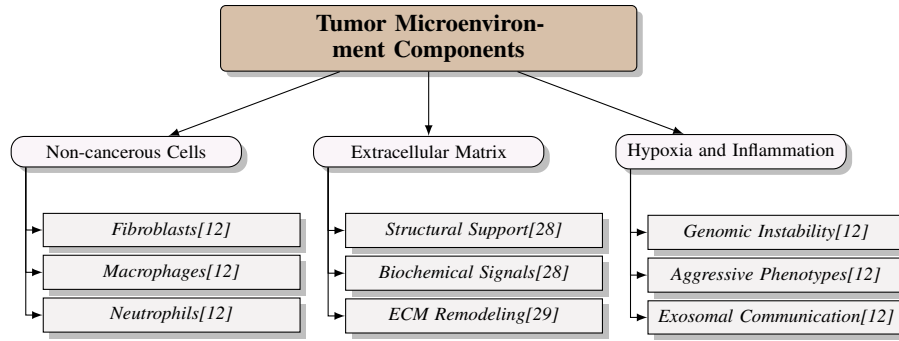 Tumor Microenviron-
ment Components
Non-cancerous Cells
Extracellular Matrix
Hypoxia and Inflammation
Fibroblasts[12]
Macrophages[12]
Neutrophils[12]
Structural Support[28]
Biochemical Signals[28]
ECM Remodeling[29]
Genomic Instability[12]
Aggressive Phenotypes[12]
Exosomal Communication[12]